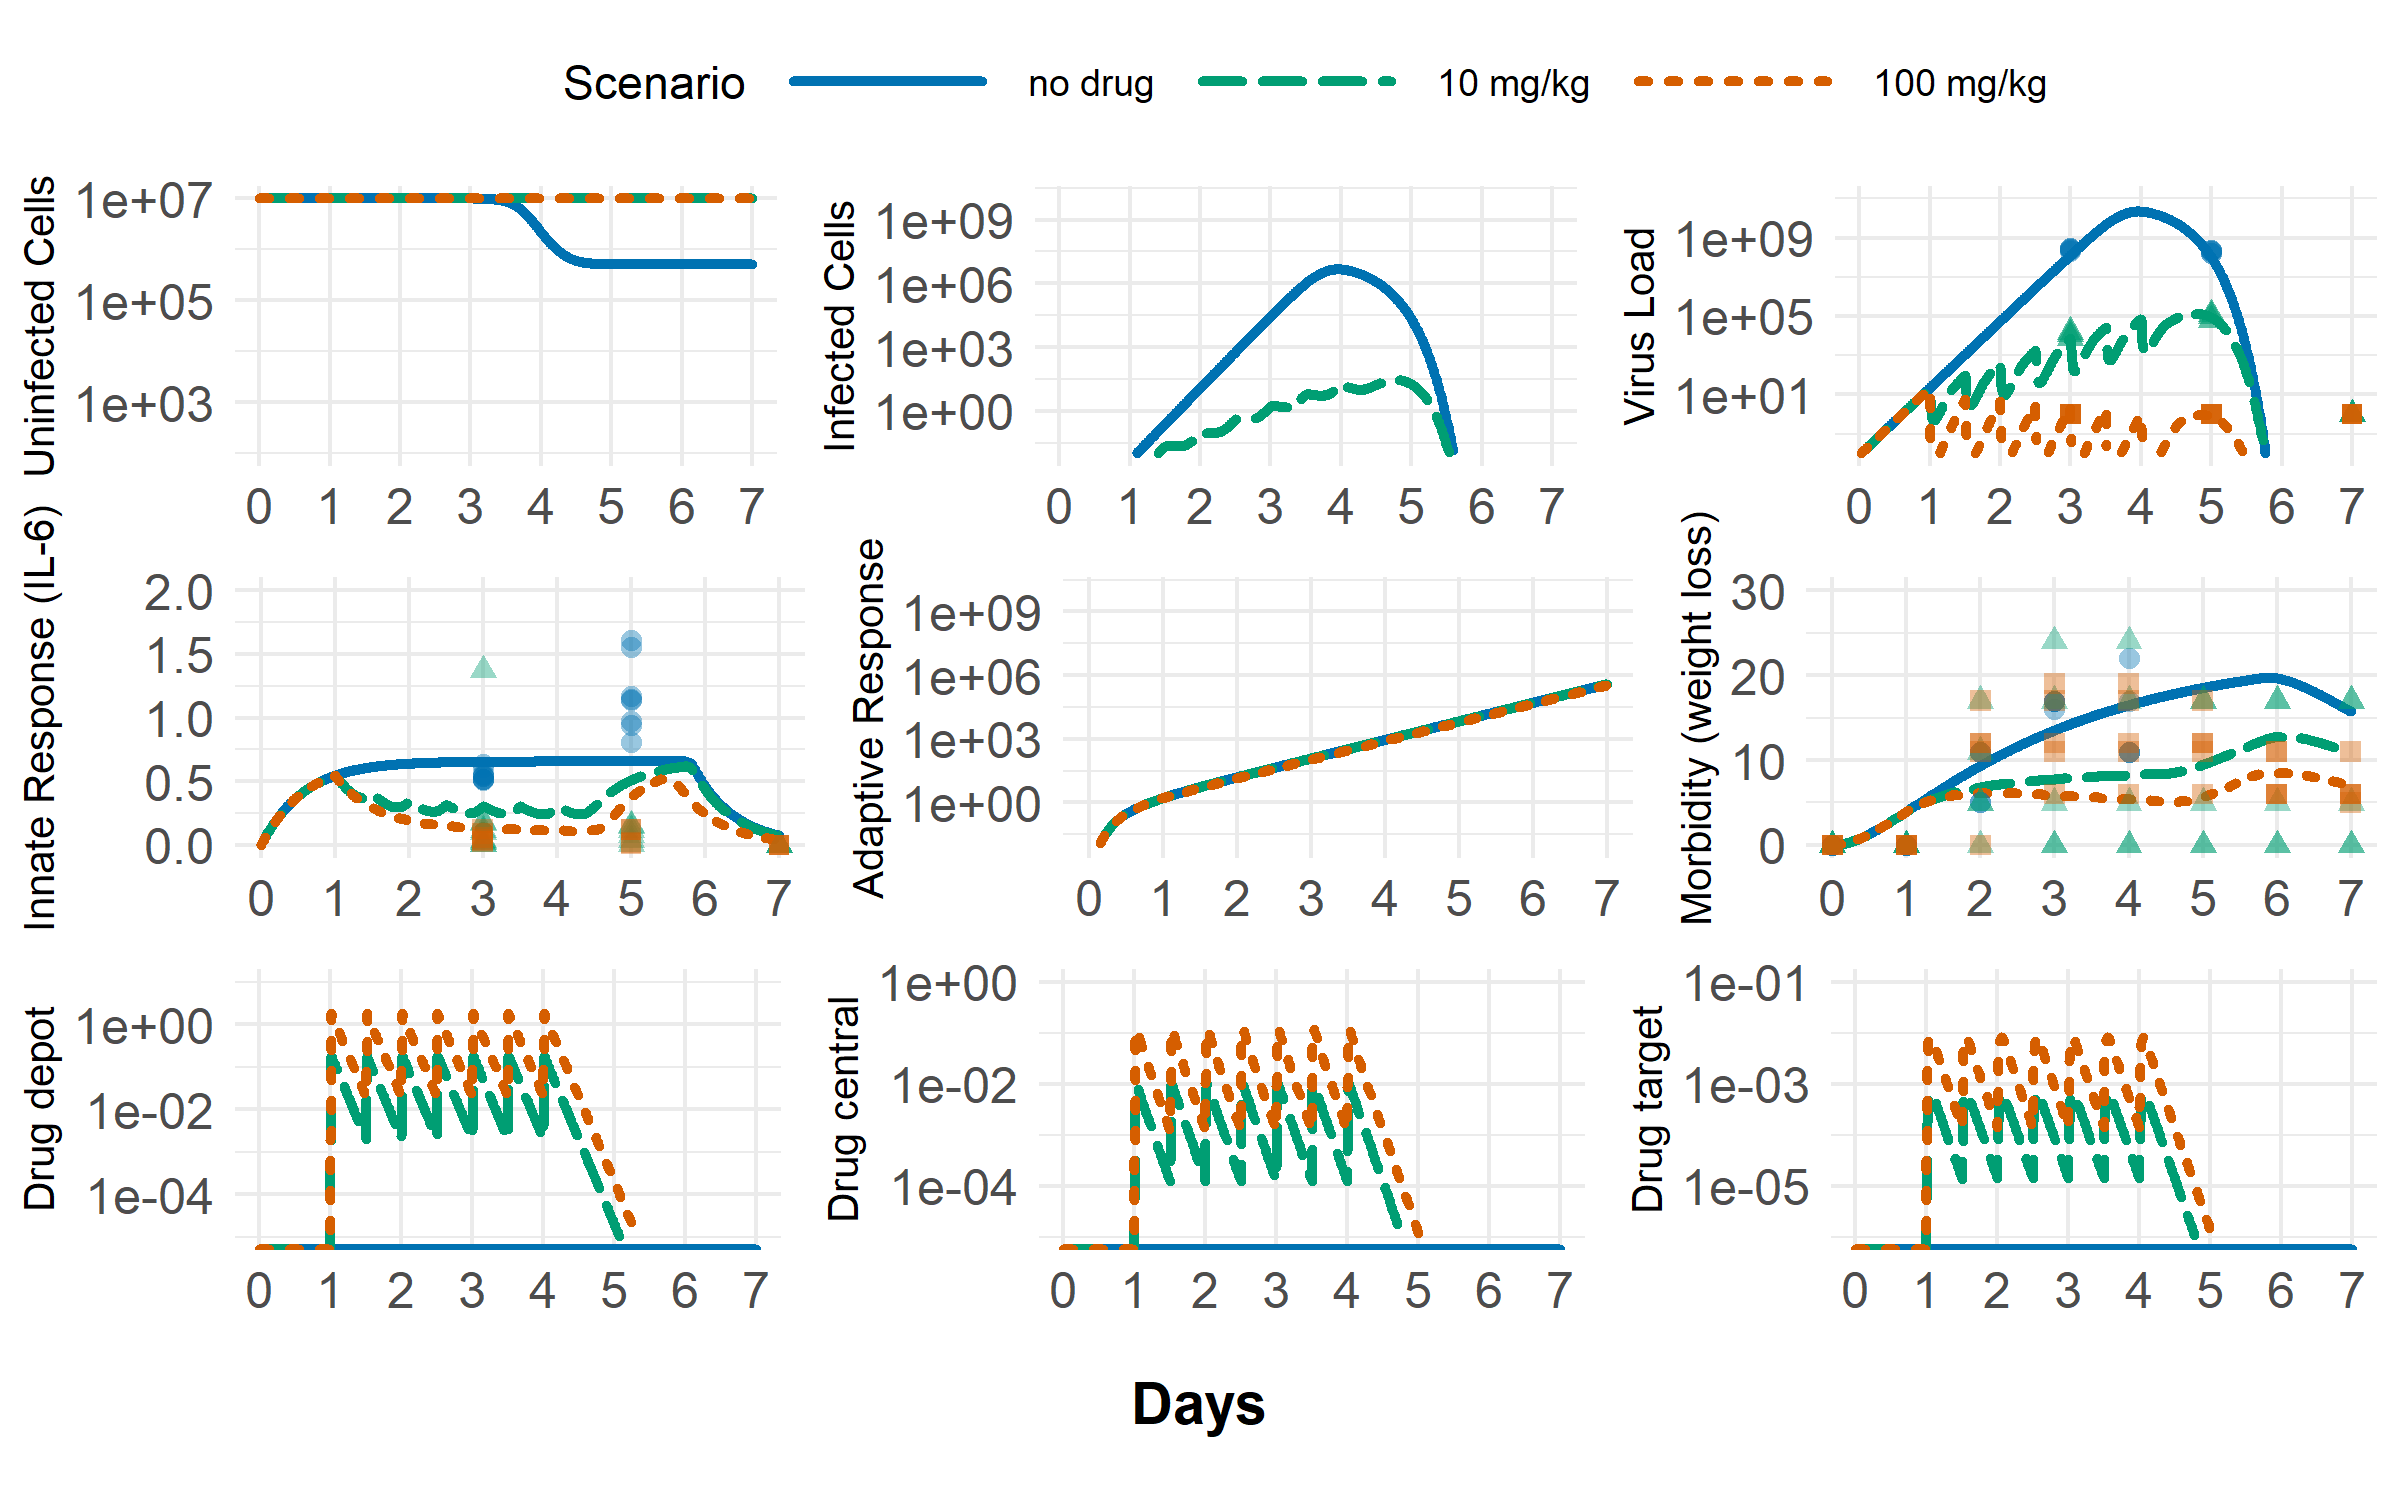 Scenario no drug 10 mg/kg 100 mg/kg
Uninfected Cells
1e+07
1e+05
1e+03
0 1 2 3 4 5 6 7
Infected Cells
1e+09
1e+06
1e+03
1e+00
0 1 2 3 4 5 6 7
Virus Load
1e+09
1e+05
1e+01
0 1 2 3 4 5 6 7
Innate Response (IL-6)
2.0
1.5
1.0
0.5
0.0
0 1 2 3 4 5 6 7
Adaptive Response
1e+09
1e+06
1e+03
1e+00
0 1 2 3 4 5 6 7
Morbidity (weight loss)
30
20
10
0
0 1 2 3 4 5 6 7
Drug depot
1e+00
1e-02
1e-04
0 1 2 3 4 5 6 7
Drug central
1e+00
1e-02
1e-04
0 1 2 3 4 5 6 7
Drug target
1e-01
1e-03
1e-05
0 1 2 3 4 5 6 7
Days